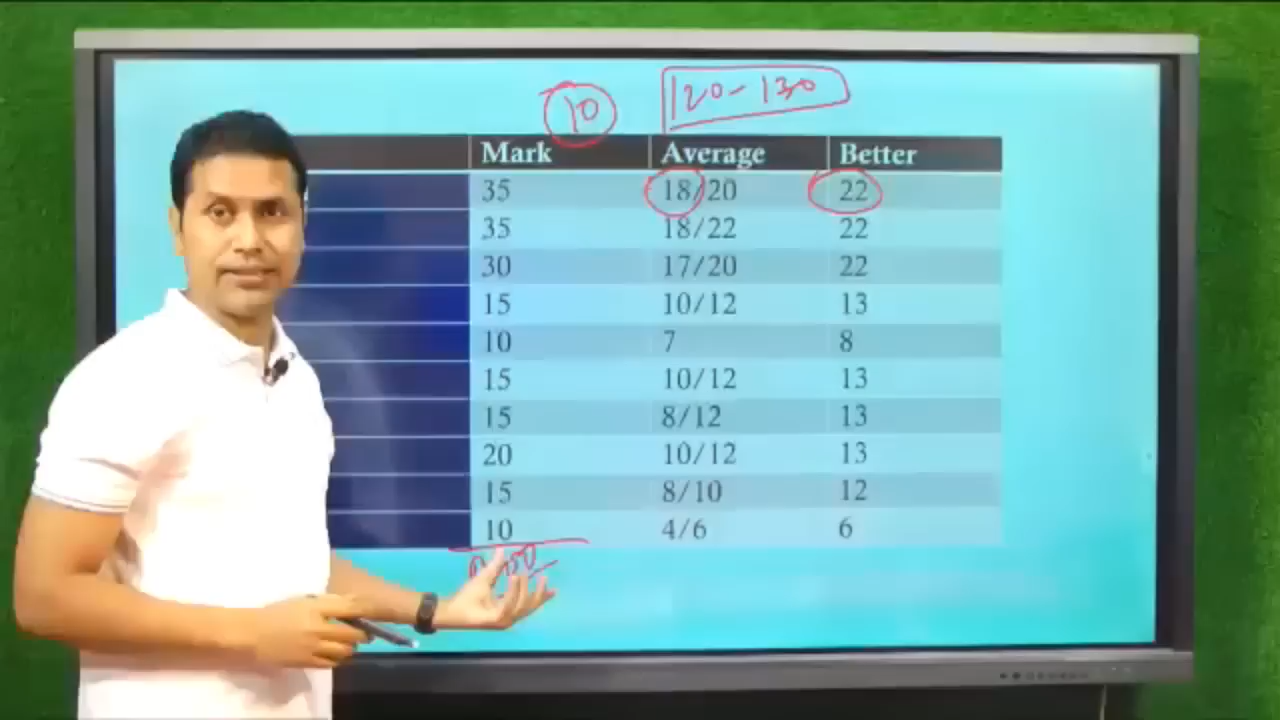 10 120-130
Mark Average Better
35 18/20 22
35 18/22 22
30 17/20 22
15 10/12 13
10 7 8
15 10/12 13
15 8/12 13
20 10/12 13
15 8/10 12
10 4/6 6